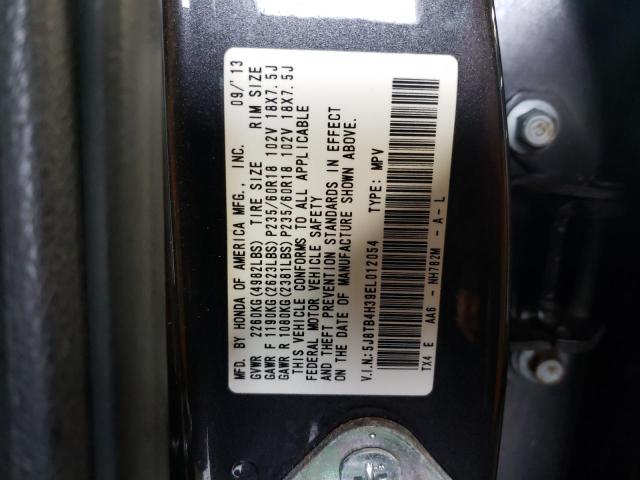 MFD. BY HONDA OF AMERICA MFG., INC. 09/'13
GVWR 2260KG(4982LBS) TIRE SIZE RIM SIZE
GAWR F 1190KG(2623LBS)P235/60R18 102V 18X7.5J
GAWR R 1080KG(2381LBS)P235/60R18 102V 18X7.5J
THIS VEHICLE CONFORMS TO ALL APPLICABLE
FEDERAL MOTOR VEHICLE SAFETY
AND THEFT PREVENTION STANDARDS IN EFFECT
ON THE DATE OF MANUFACTURE SHOWN ABOVE.
V.I.N.:5J8TB4H39EL012054 TYPE: MPV
TX4 E AA6 - NH782M - A - L